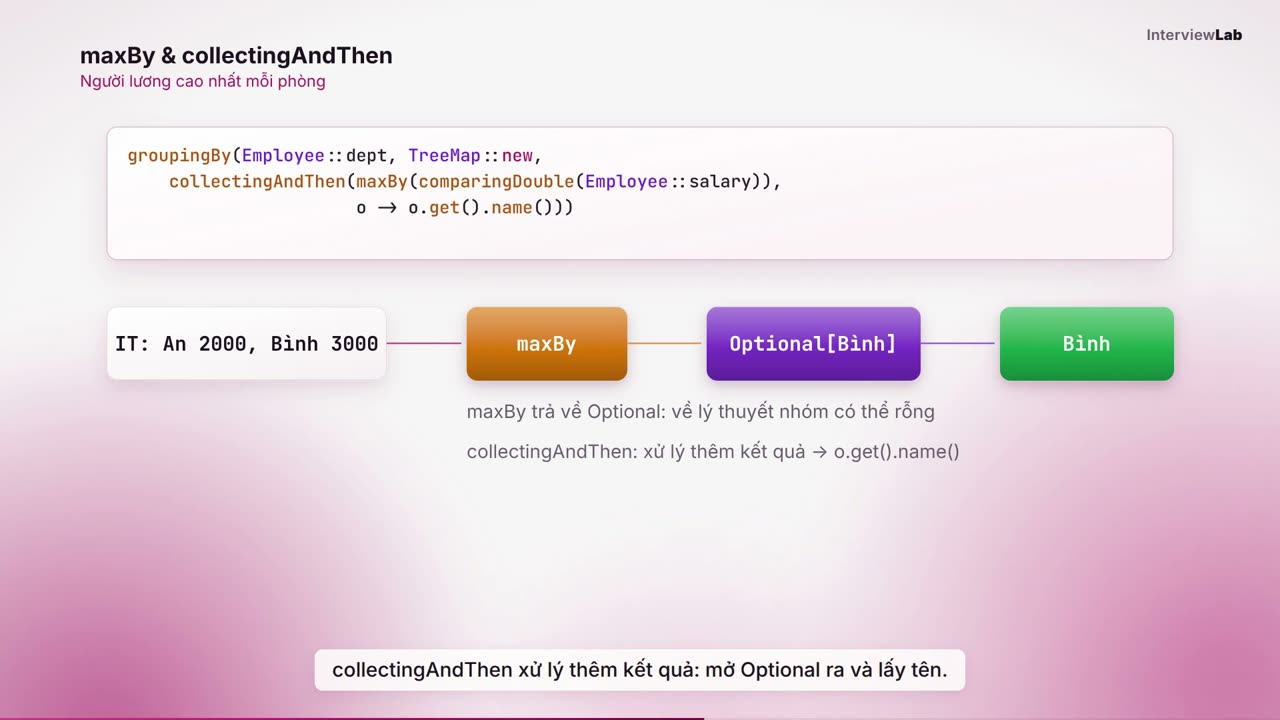 InterviewLab
maxBy & collectingAndThen
Người lương cao nhất mỗi phòng
groupingBy(Employee::dept, TreeMap::new,
collectingAndThen(maxBy(comparingDouble(Employee::salary)),
o -> o.get().name()))
IT: An 2000, Bình 3000
maxBy
Optional[Bình]
Bình
maxBy trả về Optional: về lý thuyết nhóm có thể rỗng
collectingAndThen: xử lý thêm kết quả → o.get().name()
collectingAndThen xử lý thêm kết quả: mở Optional ra và lấy tên.